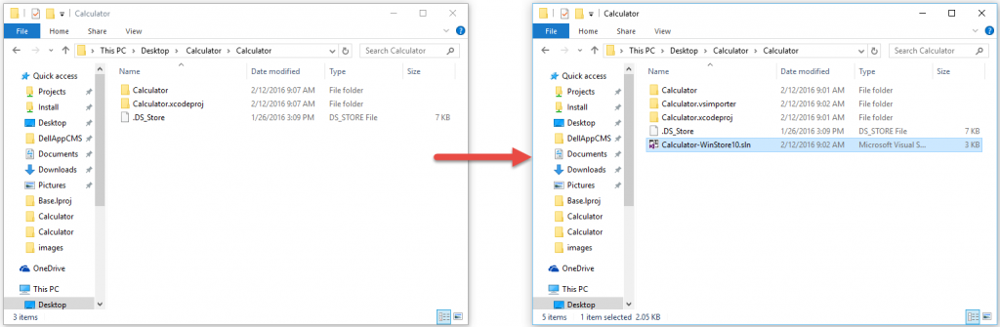 Calculator
File Home Share View
This PC Desktop Calculator Calculator Search Calculator
Name Date modified Type Size
Quick access
Projects
Install
Desktop
DellAppCMS
Documents
Downloads
Pictures
Base.lproj
Calculator
Calculator
images
OneDrive
This PC
Desktop
Calculator 2/12/2016 9:07 AM File folder
Calculator.xcodeproj 2/12/2016 9:07 AM File folder
.DS_Store 1/26/2016 3:09 PM DS_STORE File 7 KB
3 items
Calculator
File Home Share View
This PC Desktop Calculator Calculator Search Calculator
Name Date modified Type Size
Quick access
Projects
Install
Desktop
DellAppCMS
Documents
Downloads
Pictures
Base.lproj
Calculator
Calculator
images
OneDrive
This PC
Desktop
Calculator 2/12/2016 9:01 AM File folder
Calculator.vsimporter 2/12/2016 9:02 AM File folder
Calculator.xcodeproj 2/12/2016 9:01 AM File folder
.DS_Store 1/26/2016 3:09 PM DS_STORE File 7 KB
Calculator-WinStore10.sln 2/12/2016 9:02 AM Microsoft Visual S... 3 KB
5 items 1 item selected 2.05 KB